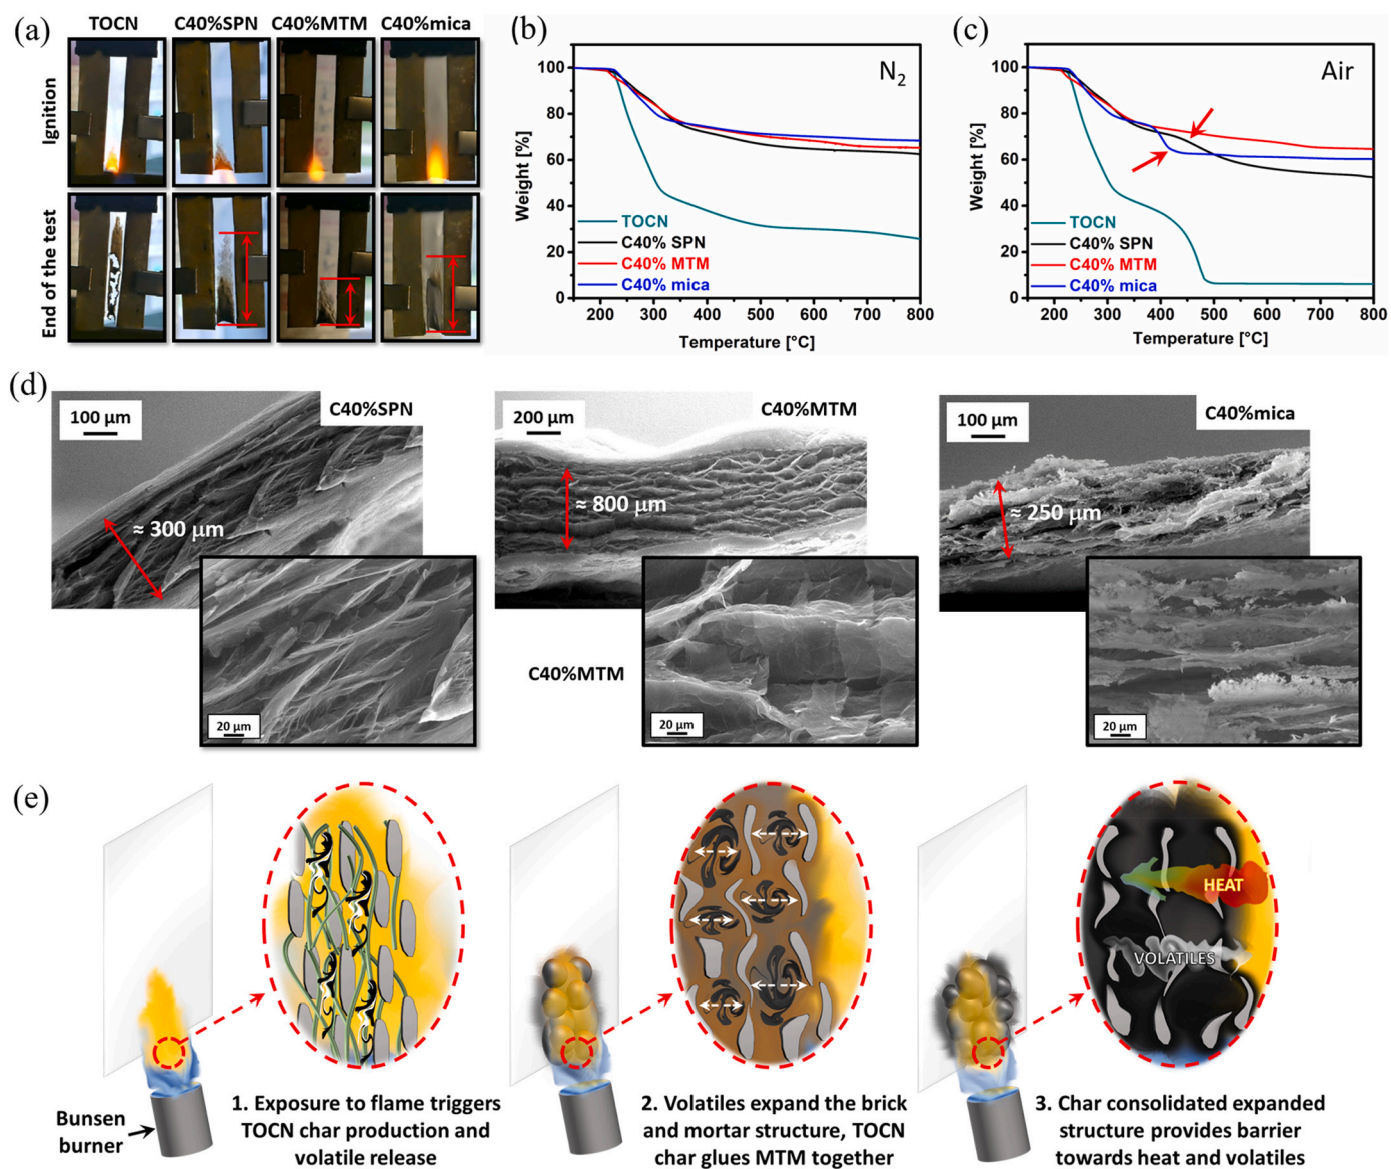 (a)
TOCN
C40%SPN
C40%MTM
C40%mica
Ignition
End of the test
(b)
N2
Weight [%]
100
80
60
40
20
0
TOCN
C40% SPN
C40% MTM
C40% mica
200
300
400
500
600
700
800
Temperature [°C]
(c)
Air
Weight [%]
100
80
60
40
20
0
TOCN
C40% SPN
C40% MTM
C40% mica
200
300
400
500
600
700
800
Temperature [°C]
(d)
100 µm
C40%SPN
≈ 300 µm
20 µm
200 µm
C40%MTM
≈ 800 µm
C40%MTM
20 µm
100 µm
C40%mica
≈ 250 µm
20 µm
(e)
Bunsen
burner
1. Exposure to flame triggers
TOCN char production and
volatile release
2. Volatiles expand the brick
and mortar structure, TOCN
char glues MTM together
HEAT
VOLATILES
3. Char consolidated expanded
structure provides barrier
towards heat and volatiles